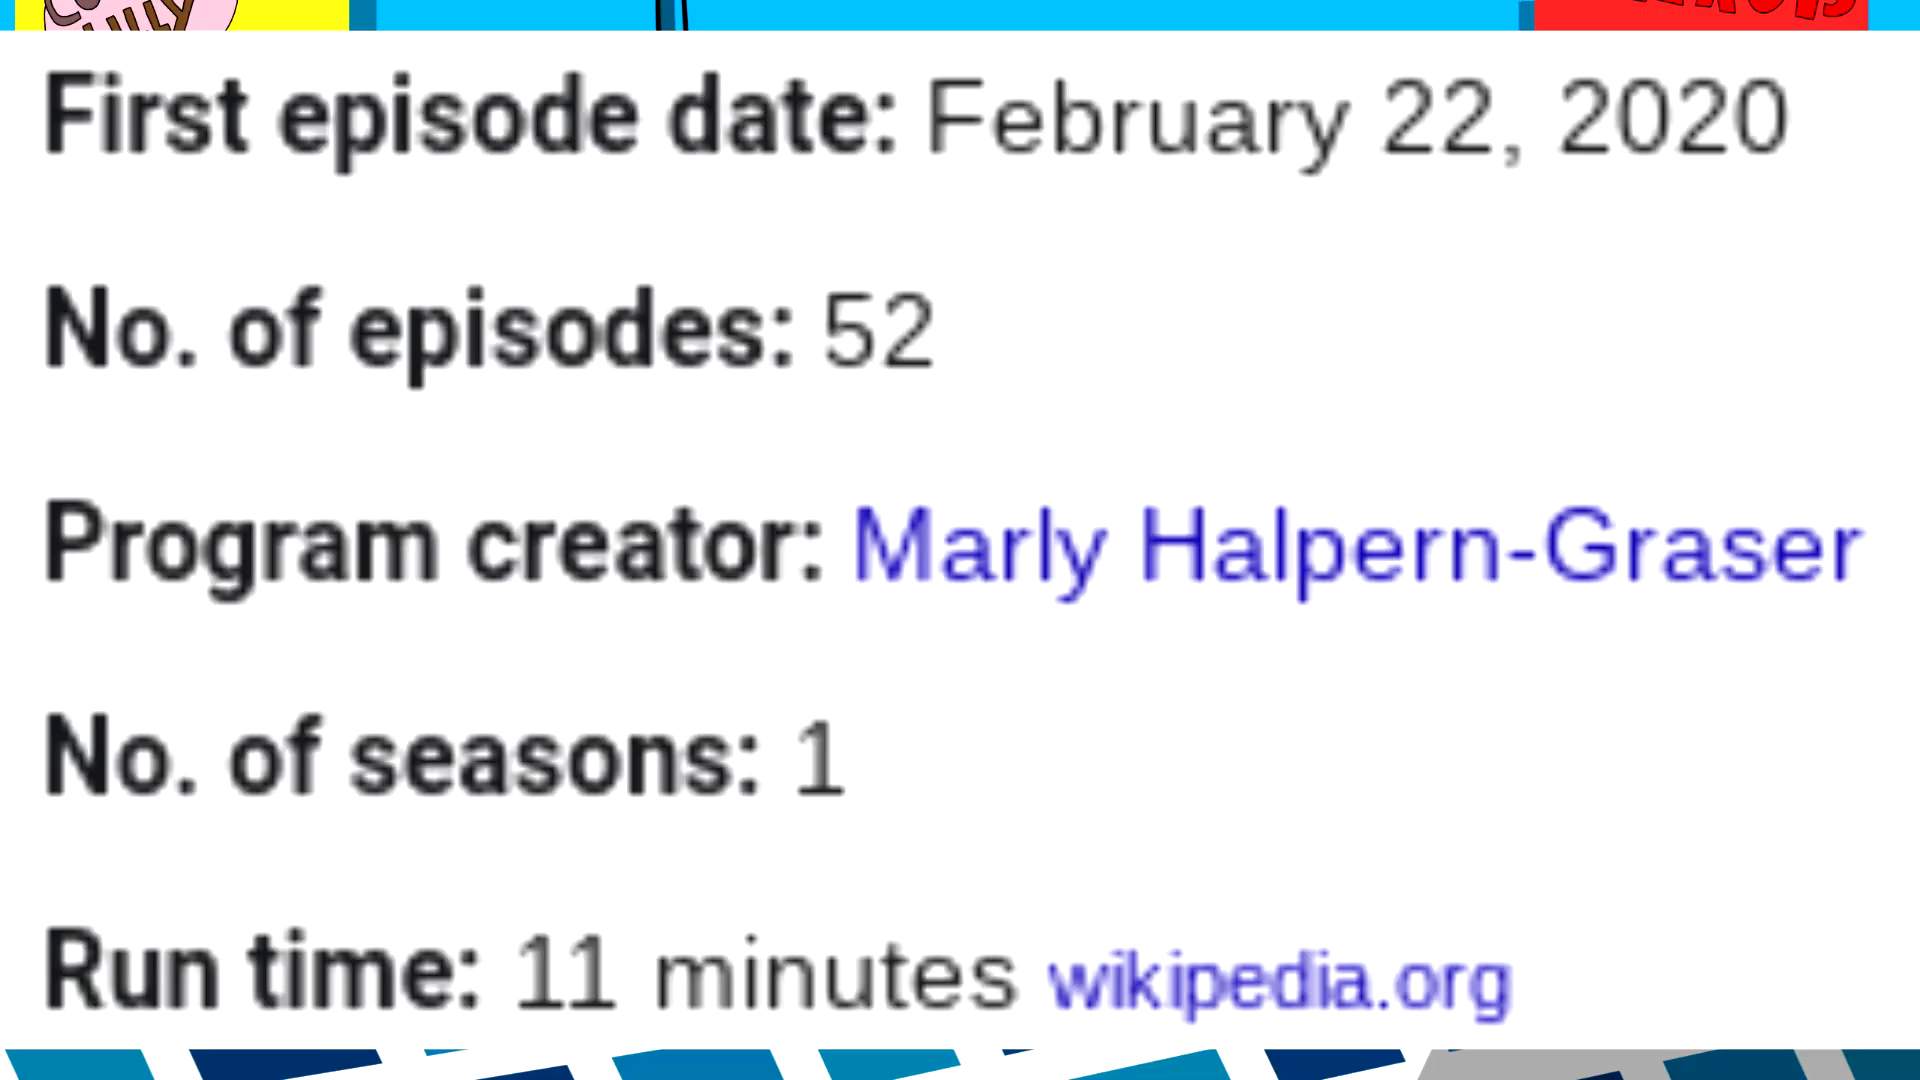 LILLY
First episode date: February 22, 2020
No. of episodes: 52
Program creator: Marly Halpern-Graser
No. of seasons: 1
Run time: 11 minutes wikipedia.org